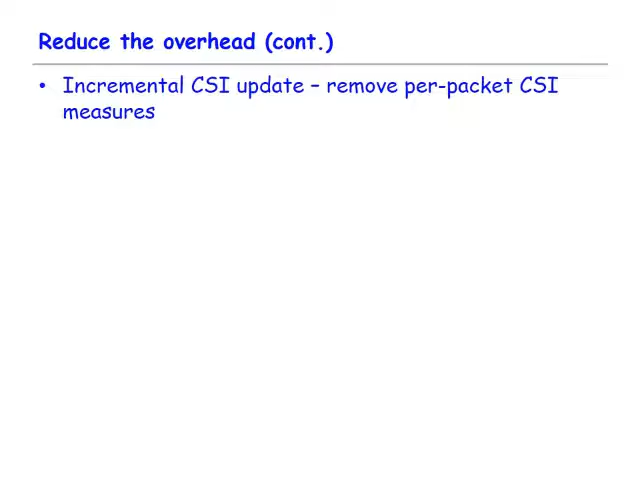 Reduce the overhead (cont.)
• Incremental CSI update – remove per-packet CSI
measures